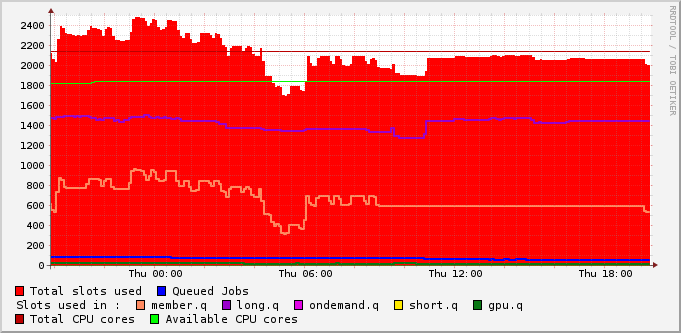 RRDTOOL / TOBI OETIKER
2400
2200
2000
1800
1600
1400
1200
1000
800
600
400
200
0
Thu 00:00 Thu 06:00 Thu 12:00 Thu 18:00
Total slots used Queued Jobs
Slots used in : member.q long.q ondemand.q short.q gpu.q
Total CPU cores Available CPU cores